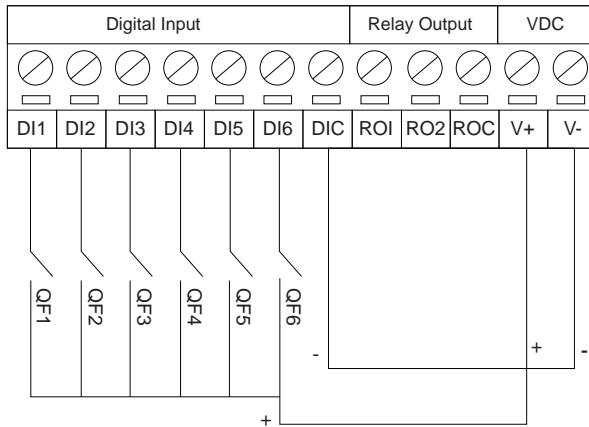 Digital Input Relay Output VDC
DI1 DI2 DI3 DI4 DI5 DI6 DIC ROI RO2 ROC V+ V-
QF1 QF2 QF3 QF4 QF5 QF6
- + -
+